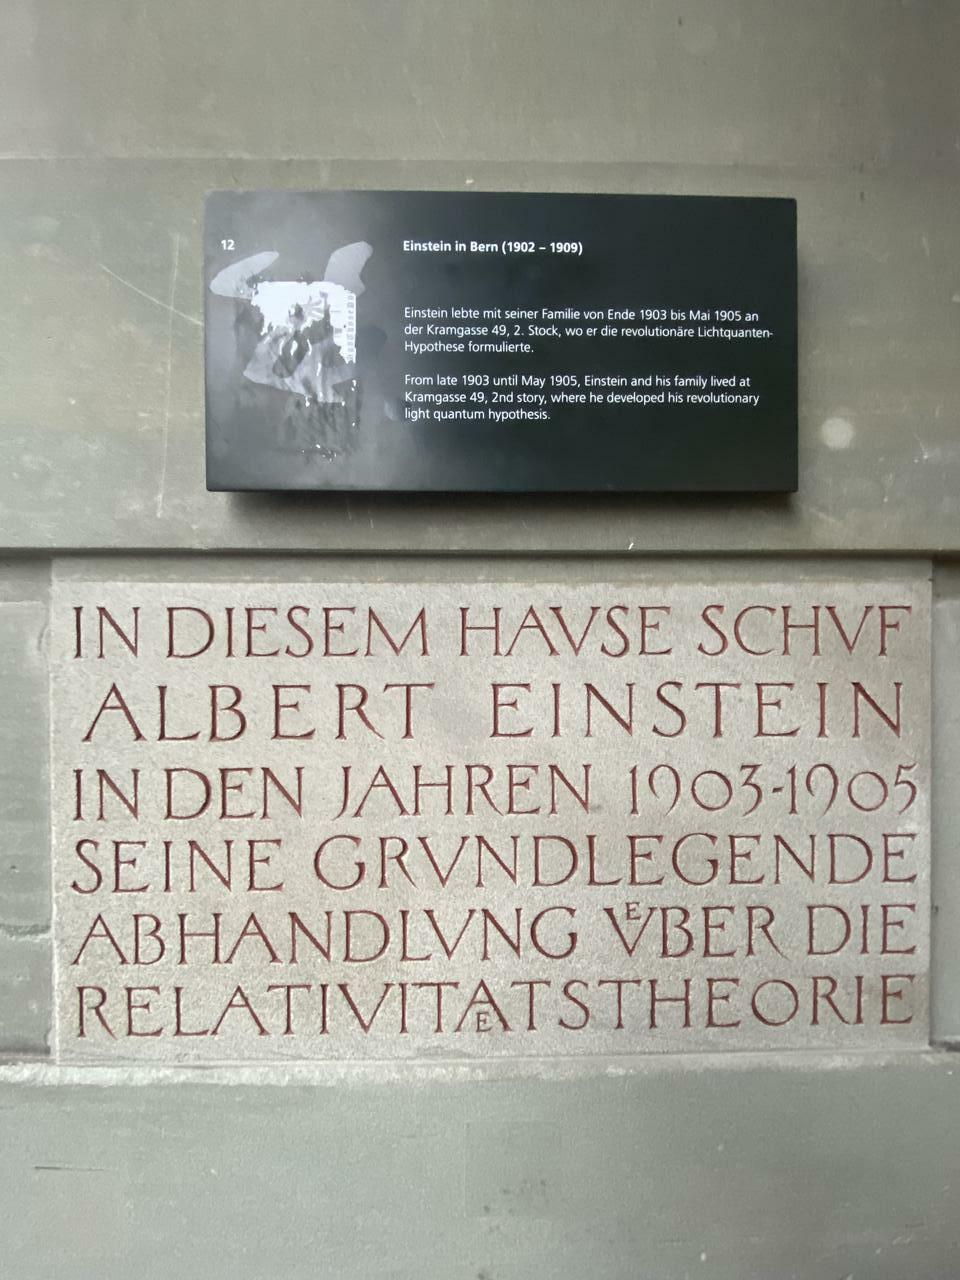 12
Einstein in Bern (1902 – 1909)
Einstein lebte mit seiner Familie von Ende 1903 bis Mai 1905 an
der Kramgasse 49, 2. Stock, wo er die revolutionäre Lichtquanten-
Hypothese formulierte.
From late 1903 until May 1905, Einstein and his family lived at
Kramgasse 49, 2nd story, where he developed his revolutionary
light quantum hypothesis.
IN DIESEM HAVSE SCHVF
ALBERT EINSTEIN
IN DEN JAHREN 1903-1905
SEINE GRVNDLEGENDE
ABHANDLVNG VͤBER DIE
RELATIVITAETSTHEORIE